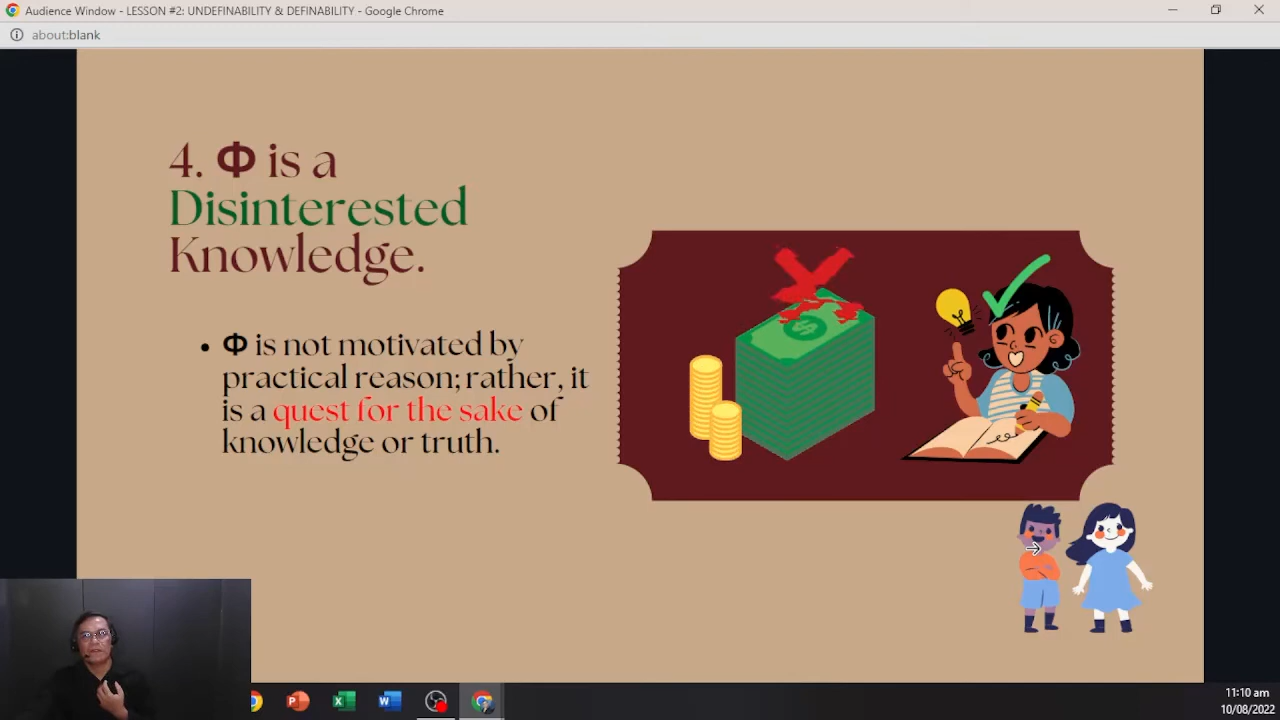 Audience Window - LESSON #2: UNDEFINABILITY & DEFINABILITY - Google Chrome
about:blank
4. Φ is a
Disinterested
Knowledge.
• Φ is not motivated by
practical reason; rather, it
is a quest for the sake of
knowledge or truth.
$
P
X
W
11:10 am
10/08/2022